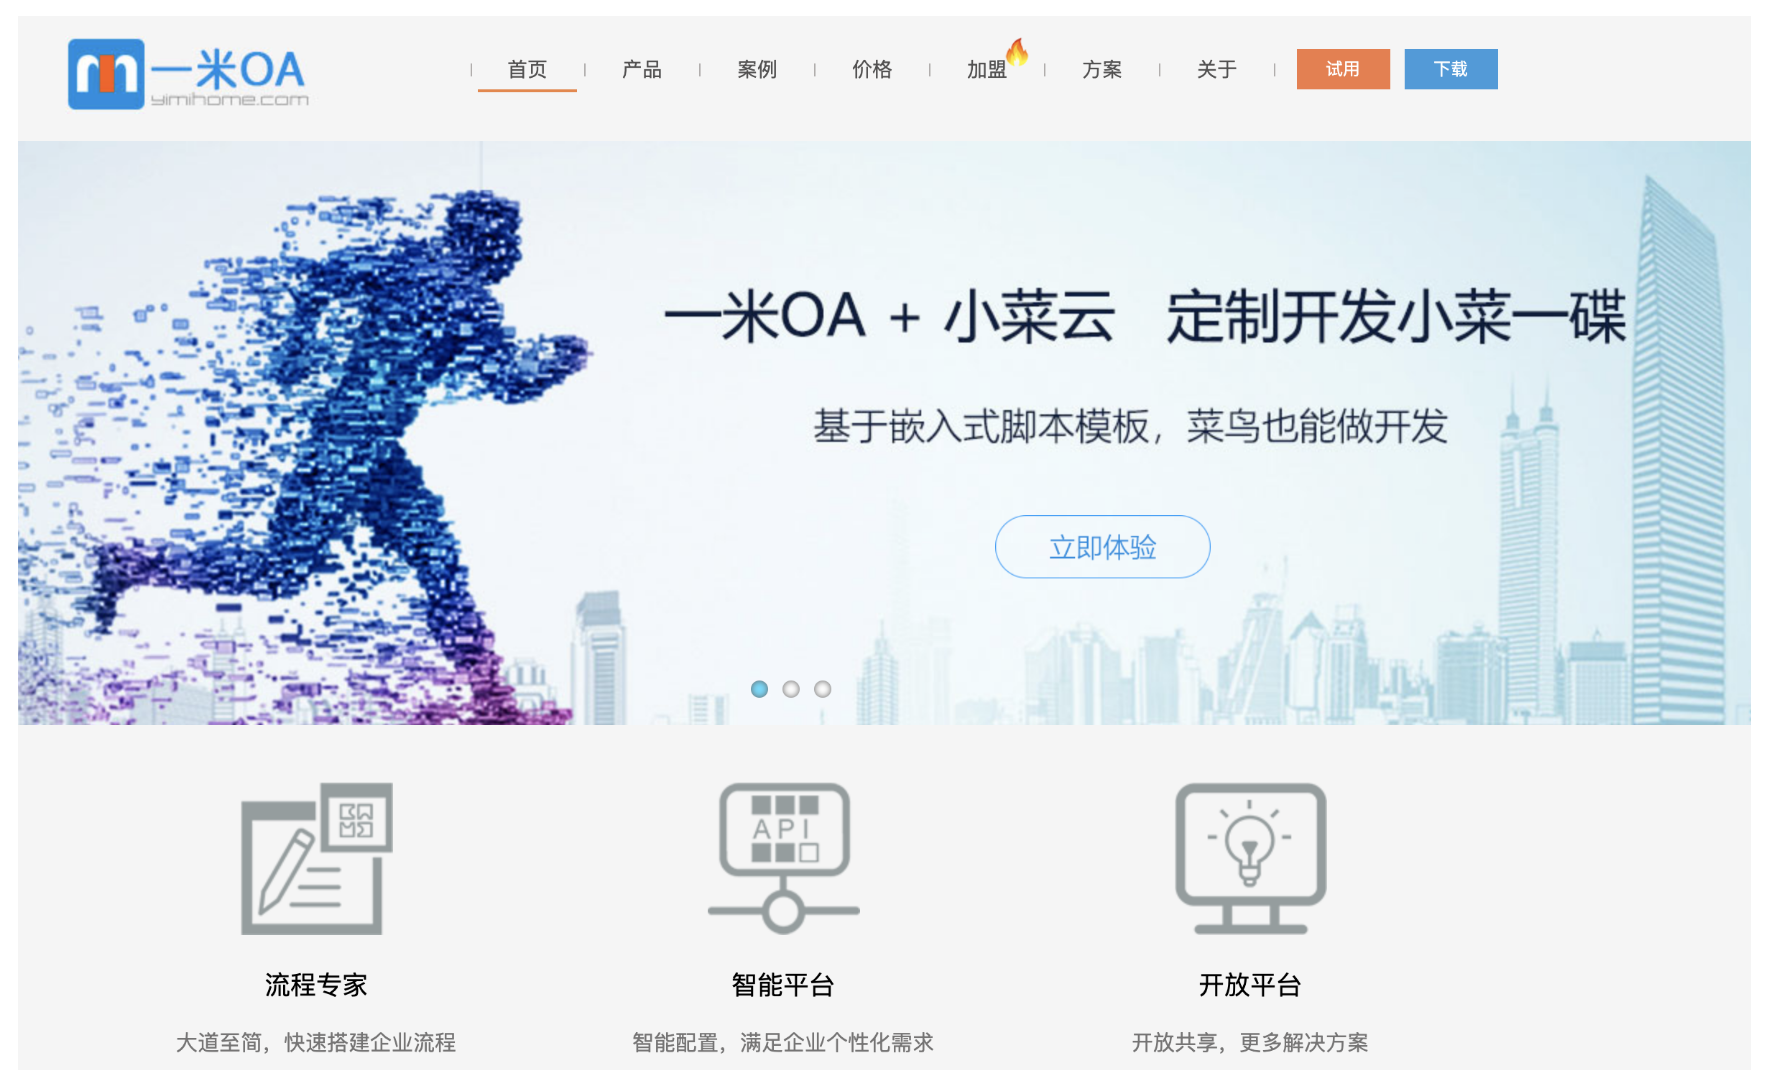 一米OA
yimihome.com
首页 产品 案例 价格 加盟 方案 关于 试用 下载
一米OA + 小菜云 定制开发小菜一碟
基于嵌入式脚本模板，菜鸟也能做开发
立即体验
API
流程专家 智能平台 开放平台
大道至简，快速搭建企业流程 智能配置，满足企业个性化需求 开放共享，更多解决方案